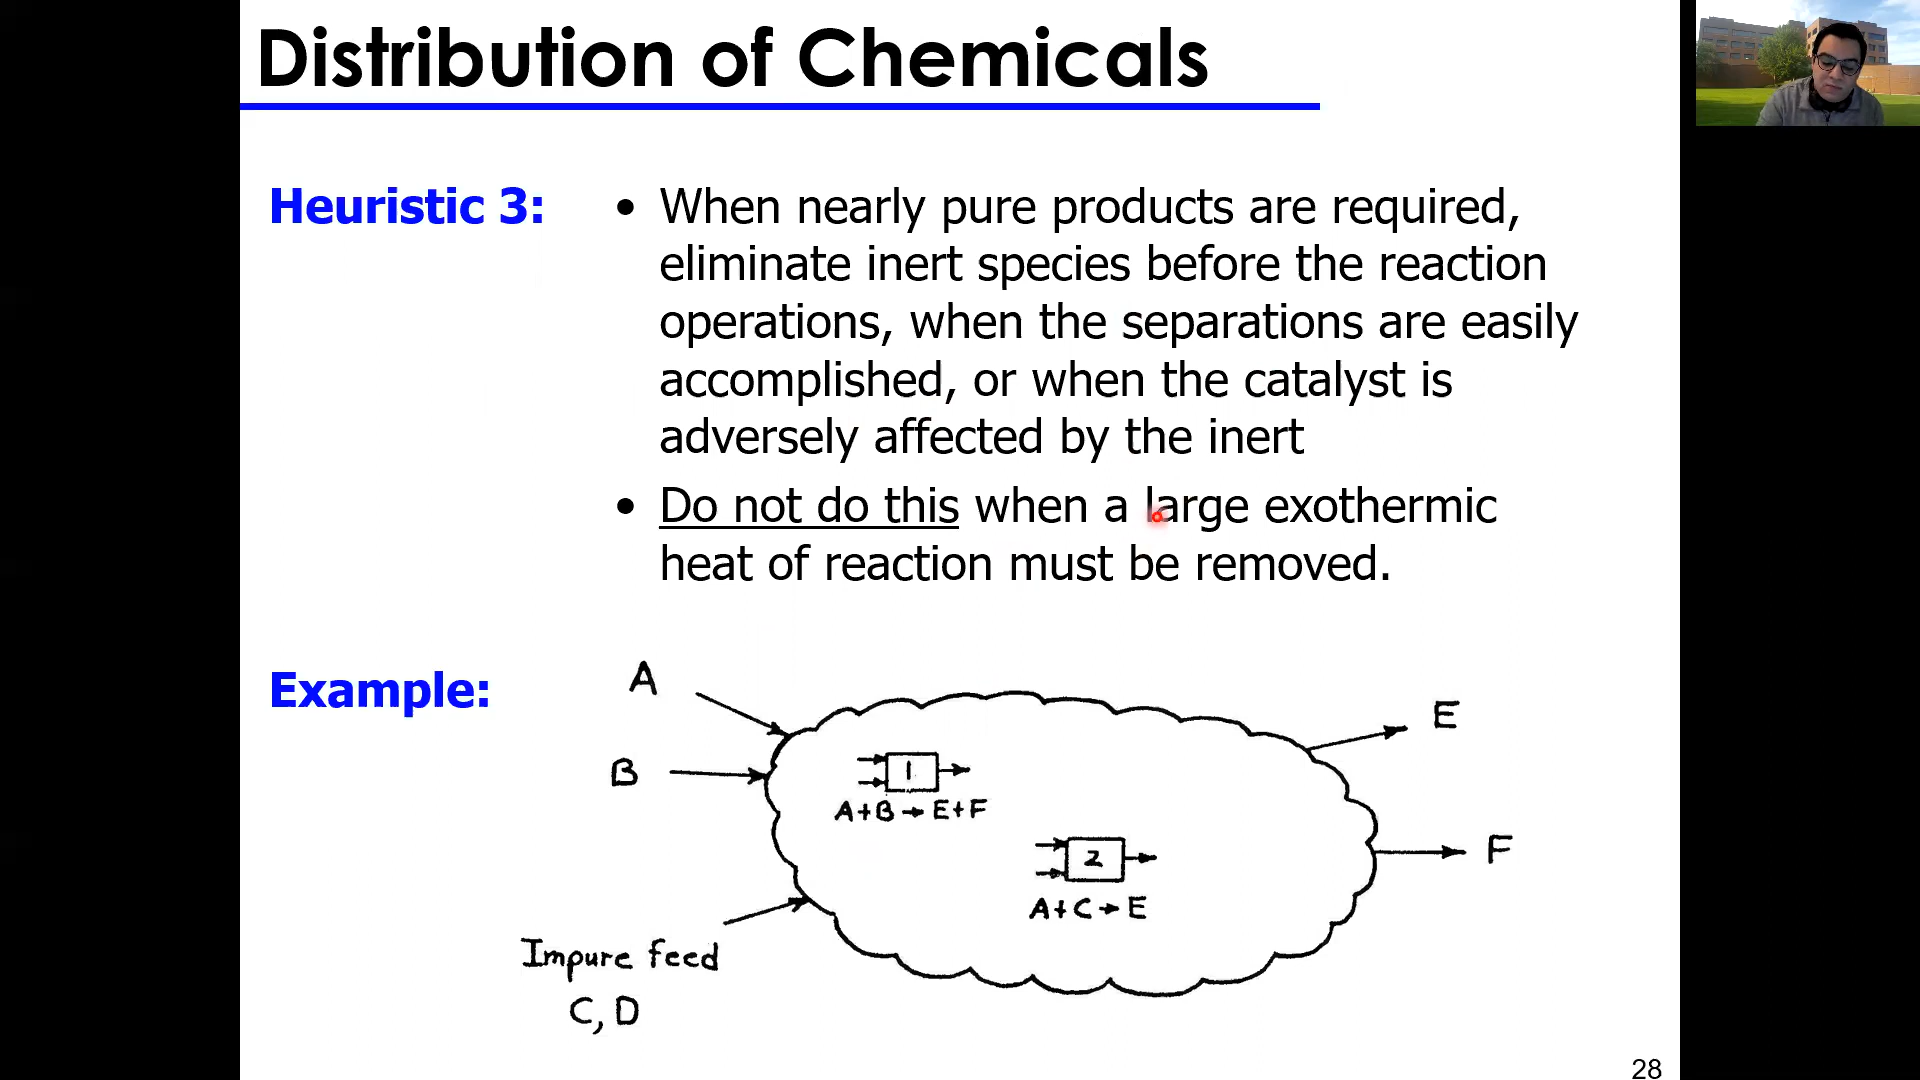 Distribution of Chemicals
Heuristic 3:
• When nearly pure products are required,
eliminate inert species before the reaction
operations, when the separations are easily
accomplished, or when the catalyst is
adversely affected by the inert
• Do not do this when a large exothermic
heat of reaction must be removed.
Example:
A
B
Impure feed
C, D
1
A+B → E+F
2
A+C → E
E
F
28